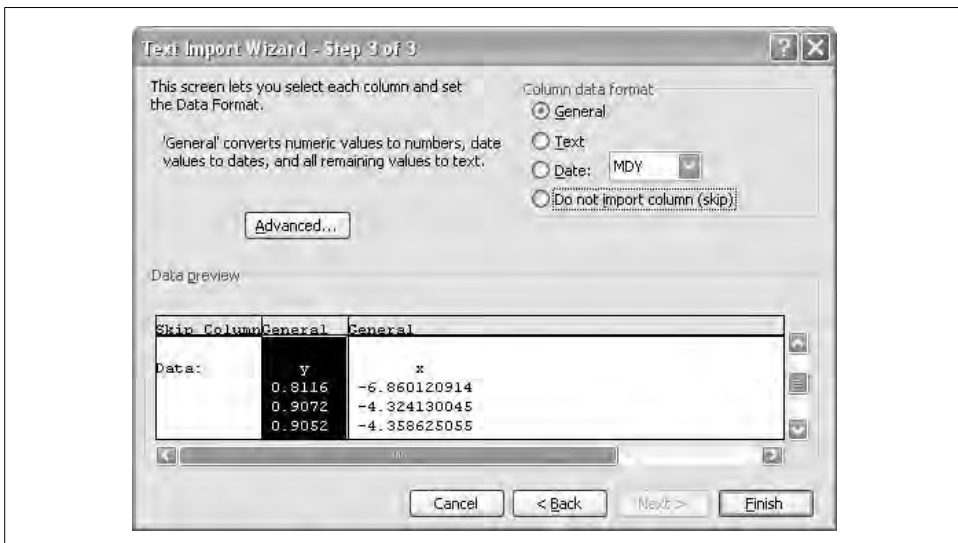 Text Import Wizard - Step 3 of 3
This screen lets you select each column and set
the Data Format.
'General' converts numeric values to numbers, date
values to dates, and all remaining values to text.
Advanced...
Column data format
General
Text
Date: MDY
Do not import column (skip)
Data preview
Skip Column General General
Data: y x
0.8116 -6.860120914
0.9072 -4.324130045
0.9052 -4.358625055
Cancel < Back Next > Finish